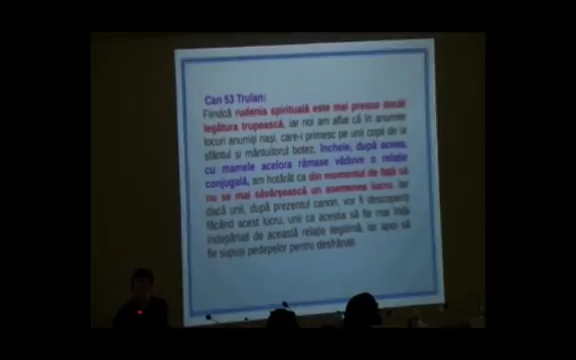 Can 53 Trulan:
Fiindcă rudenia spirituală este mai presus decât
legătura trupească, iar noi am aflat că în anumite
locuri anumiți nași, care-i primesc pe unii copii de la
sfântul și mântuitorul botez, încheie, după aceea,
cu mamele acelora rămase văduve o relație
conjugală, am hotărât ca din momentul de față să
nu se mai săvârșească un asemenea lucru. Iar
dacă unii, după prezentul canon, vor fi descoperiți
făcând acest lucru, unii ca aceștia să fie mai întâi
îndepărtați de această relație ilegitimă, iar apoi să
fie supuși pedepselor pentru desfrânați